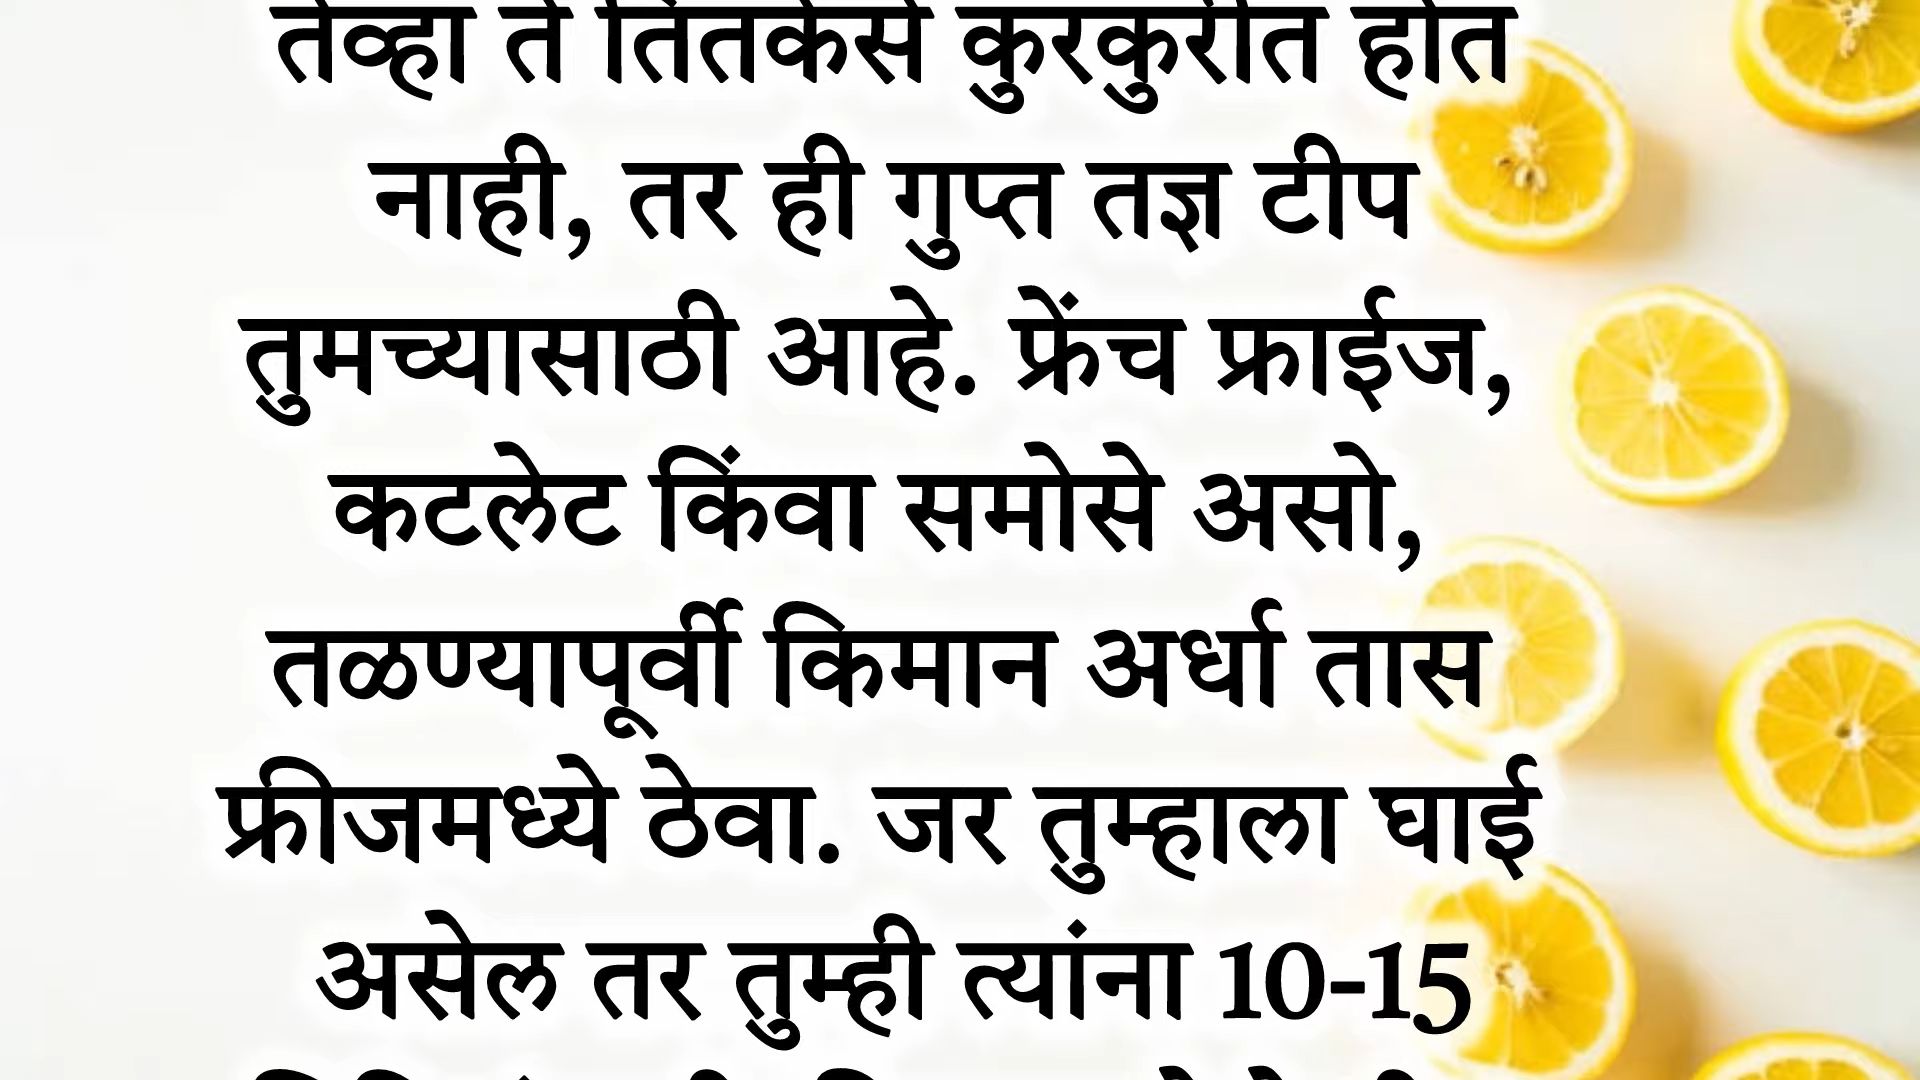 तेव्हा ते तितकेसे कुरकुरीत होत
नाही, तर ही गुप्त तज्ञ टीप
तुमच्यासाठी आहे. फ्रेंच फ्राईज,
कटलेट किंवा समोसे असो,
तळण्यापूर्वी किमान अर्धा तास
फ्रीजमध्ये ठेवा. जर तुम्हाला घाई
असेल तर तुम्ही त्यांना 10-15